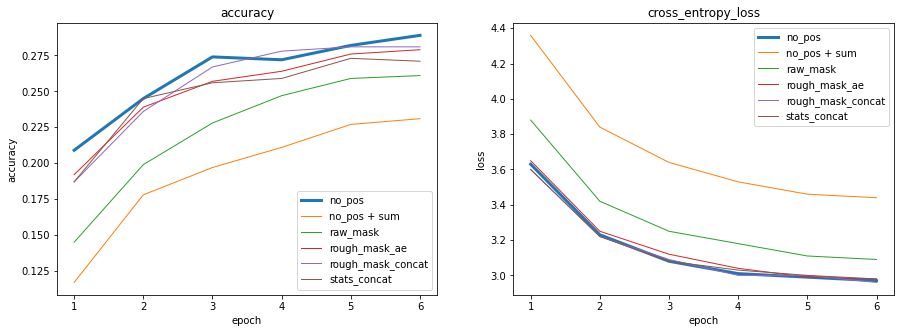 accuracy
accuracy
0.275
0.250
0.225
0.200
0.175
0.150
0.125
no_pos
no_pos + sum
raw_mask
rough_mask_ae
rough_mask_concat
stats_concat
1 2 3 4 5 6
epoch
cross_entropy_loss
loss
4.4
4.2
4.0
3.8
3.6
3.4
3.2
3.0
no_pos
no_pos + sum
raw_mask
rough_mask_ae
rough_mask_concat
stats_concat
1 2 3 4 5 6
epoch